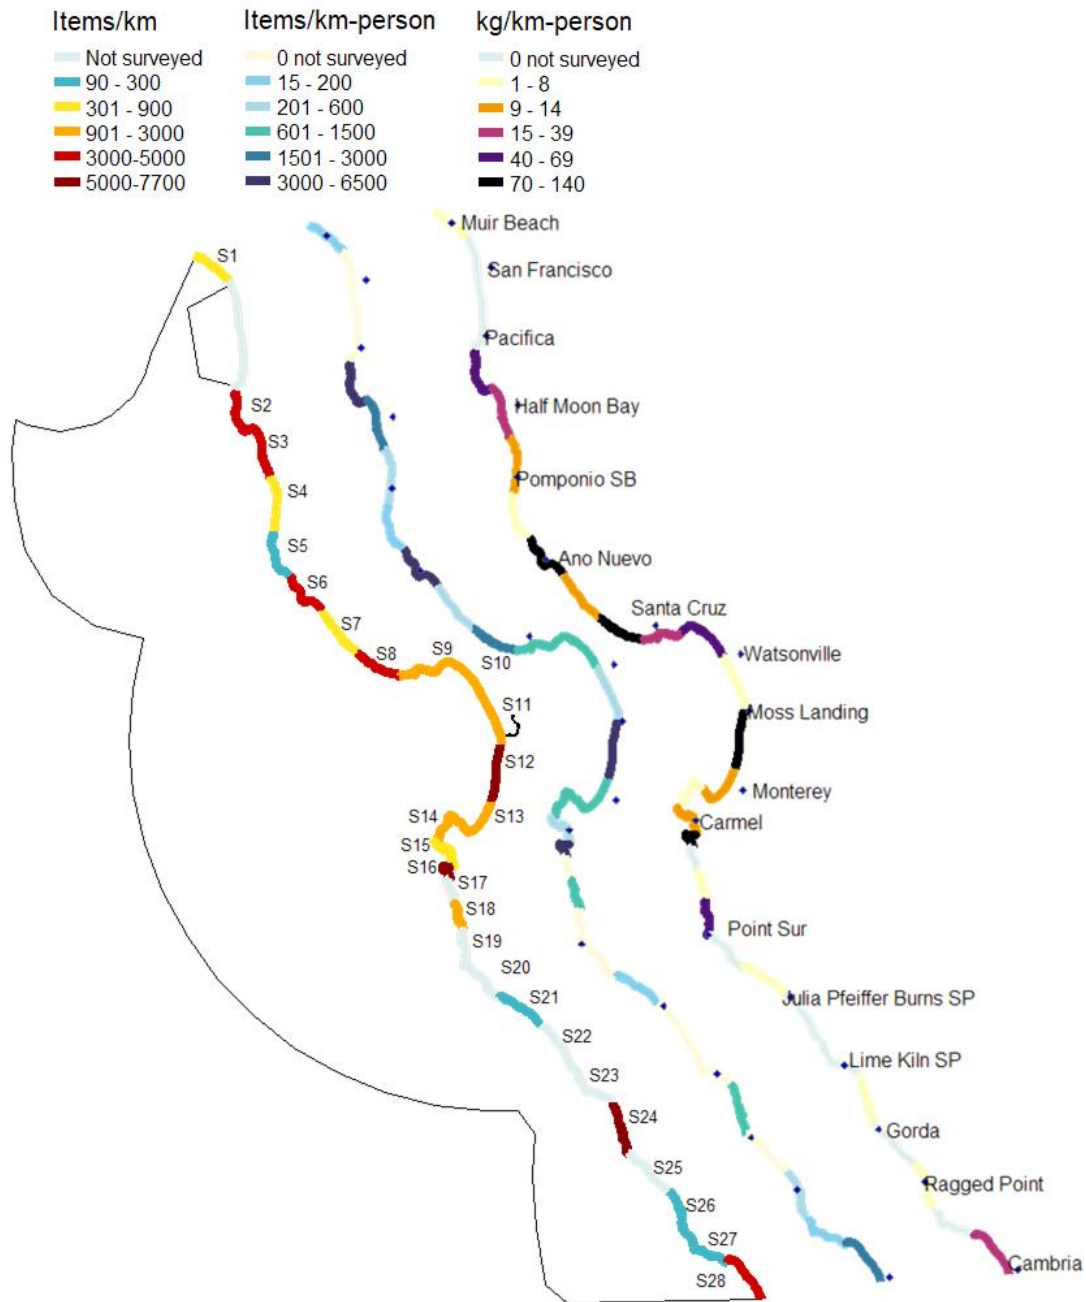 Items/km
Not surveyed
90 - 300
301 - 900
901 - 3000
3000-5000
5000-7700
Items/km-person
0 not surveyed
15 - 200
201 - 600
601 - 1500
1501 - 3000
3000 - 6500
kg/km-person
0 not surveyed
1 - 8
9 - 14
15 - 39
40 - 69
70 - 140
S1
S2
S3
S4
S5
S6
S7
S8
S9
S10
S11
S12
S13
S14
S15
S16
S17
S18
S19
S20
S21
S22
S23
S24
S25
S26
S27
S28
Muir Beach
San Francisco
Pacifica
Half Moon Bay
Pomponio SB
Ano Nuevo
Santa Cruz
Watsonville
Moss Landing
Monterey
Carmel
Point Sur
Julia Pfeiffer Burns SP
Lime Kiln SP
Gorda
Ragged Point
Cambria